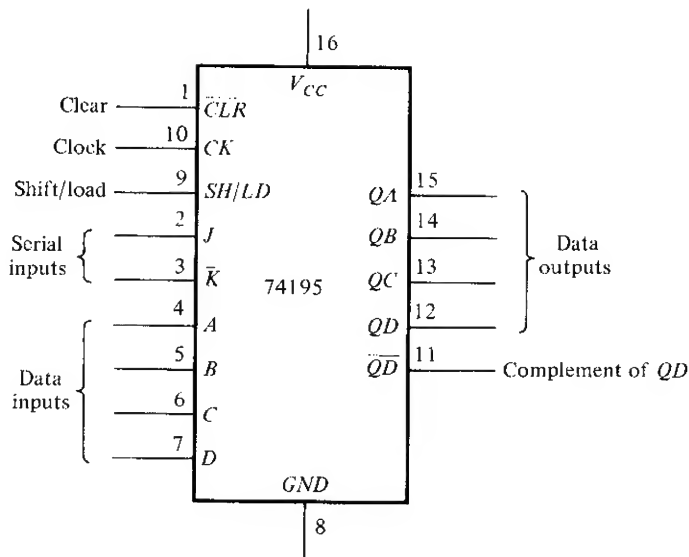 16
V_CC
Clear 1 C̅L̅R̅
Clock 10 CK
Shift/load 9 SH/LD
QA 15
2 J
QB 14
Serial inputs
Data outputs
3 K̅
74195
QC 13
4 A
QD 12
5 B
Q̅D̅ 11 Complement of QD
Data inputs
6 C
7 D
GND
8